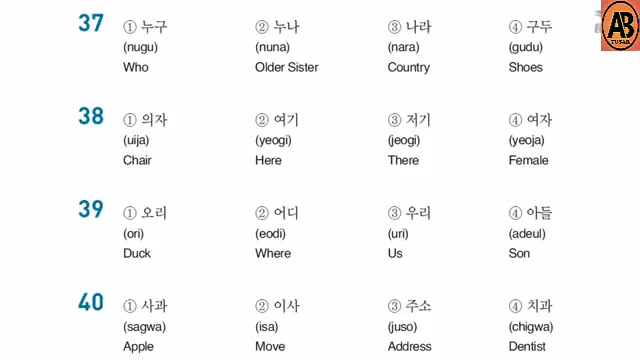 37 ① 누구 ② 누나 ③ 나라 ④ 구두
(nugu) (nuna) (nara) (gudu)
Who Older Sister Country Shoes
38 ① 의자 ② 여기 ③ 저기 ④ 여자
(uija) (yeogi) (jeogi) (yeoja)
Chair Here There Female
39 ① 오리 ② 어디 ③ 우리 ④ 아들
(ori) (eodi) (uri) (adeul)
Duck Where Us Son
40 ① 사과 ② 이사 ③ 주소 ④ 치과
(sagwa) (isa) (juso) (chigwa)
Apple Move Address Dentist
AB